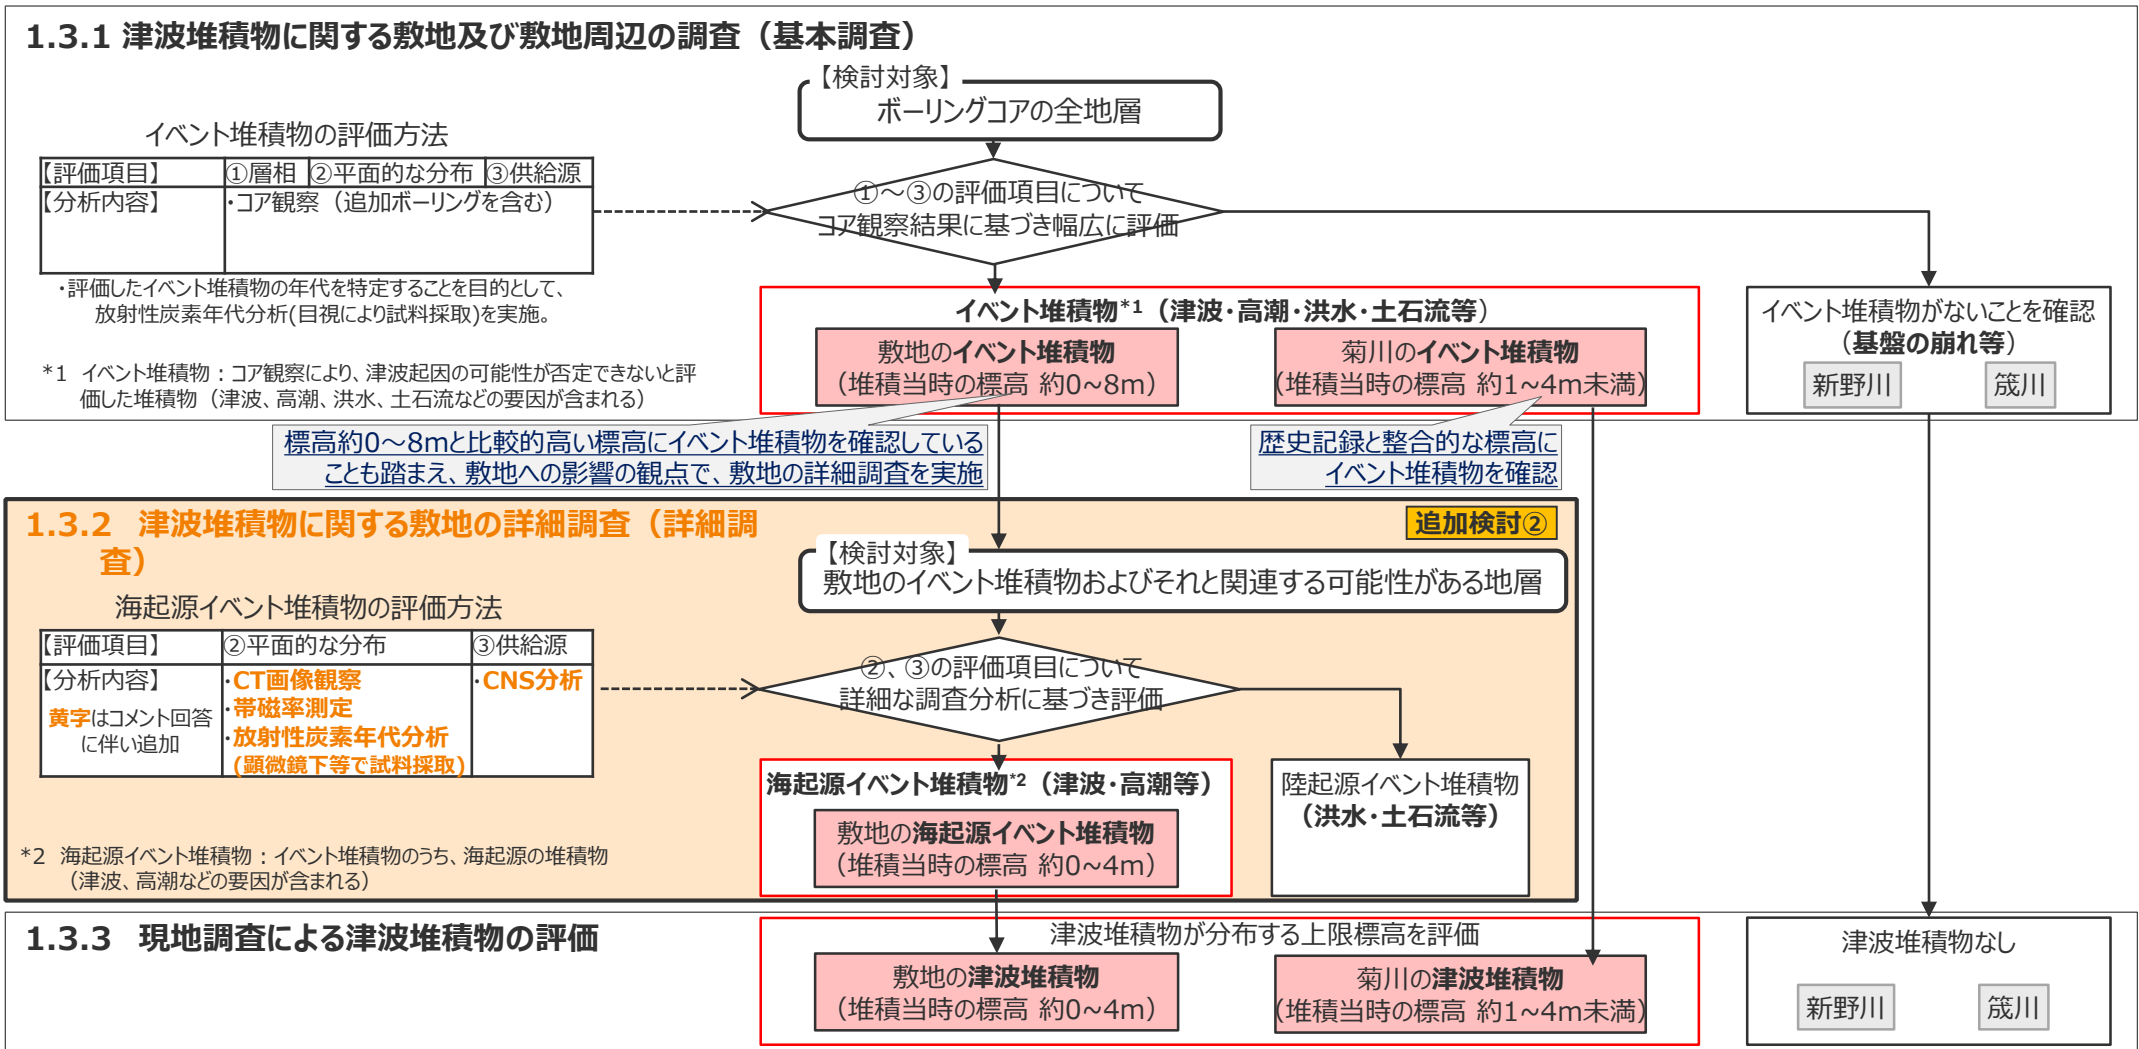 1.3.1 津波堆積物に関する敷地及び敷地周辺の調査（基本調査）
【検討対象】
ボーリングコアの全地層
イベント堆積物の評価方法
【評価項目】 ①層相 ②平面的な分布 ③供給源
【分析内容】 ・コア観察（追加ボーリングを含む）
・評価したイベント堆積物の年代を特定することを目的として、
放射性炭素年代分析(目視により試料採取)を実施。
*1 イベント堆積物：コア観察により、津波起因の可能性が否定できないと評
価した堆積物（津波、高潮、洪水、土石流などの要因が含まれる）
①～③の評価項目について
コア観察結果に基づき幅広に評価
イベント堆積物*1（津波・高潮・洪水・土石流等）
敷地のイベント堆積物
（堆積当時の標高 約0~8m）
菊川のイベント堆積物
（堆積当時の標高 約1~4m未満）
イベント堆積物がないことを確認
（基盤の崩れ等）
新野川 筬川
標高約0～8mと比較的高い標高にイベント堆積物を確認している
ことも踏まえ、敷地への影響の観点で、敷地の詳細調査を実施
歴史記録と整合的な標高に
イベント堆積物を確認
1.3.2 津波堆積物に関する敷地の詳細調査（詳細調
査）
追加検討②
【検討対象】
敷地のイベント堆積物およびそれと関連する可能性がある地層
海起源イベント堆積物の評価方法
【評価項目】 ②平面的な分布 ③供給源
【分析内容】 ・CT画像観察 ・CNS分析
黄字はコメント回答 ・帯磁率測定
に伴い追加 ・放射性炭素年代分析
(顕微鏡下等で試料採取)
②、③の評価項目について
詳細な調査分析に基づき評価
海起源イベント堆積物*2（津波・高潮等）
敷地の海起源イベント堆積物
（堆積当時の標高 約0~4m）
陸起源イベント堆積物
（洪水・土石流等）
*2 海起源イベント堆積物：イベント堆積物のうち、海起源の堆積物
（津波、高潮などの要因が含まれる）
1.3.3 現地調査による津波堆積物の評価
津波堆積物が分布する上限標高を評価
敷地の津波堆積物
（堆積当時の標高 約0~4m）
菊川の津波堆積物
（堆積当時の標高 約1~4m未満）
津波堆積物なし
新野川 筬川